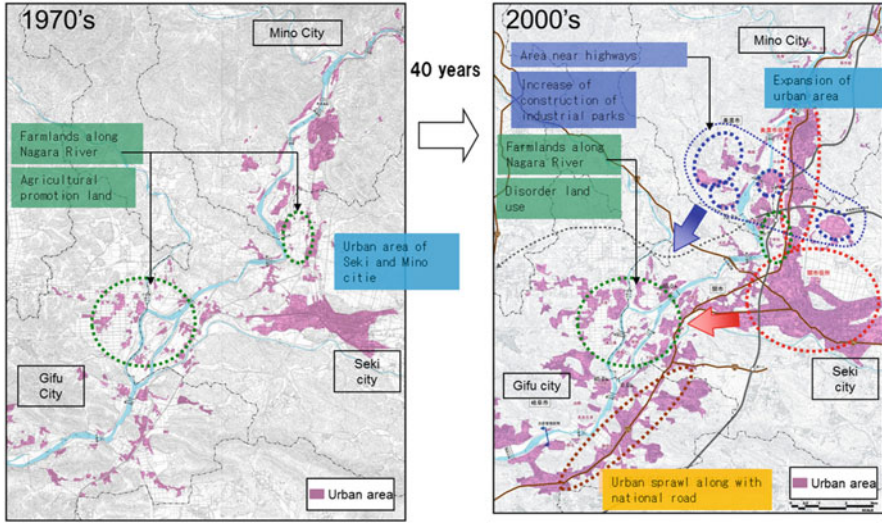 1970's
Mino City
Farmlands along
Nagara River
Agricultural
promotion land
Urban area of
Seki and Mino
citie
Gifu
City
Seki
city
Urban area
40 years
2000's
Mino City
Area near highways
Increase of
construction of
industrial parks
Expansion of
urban area
Farmlands along
Nagara River
Disorder land
use
Gifu city
Seki
city
Urban sprawl along with
national road
Urban area